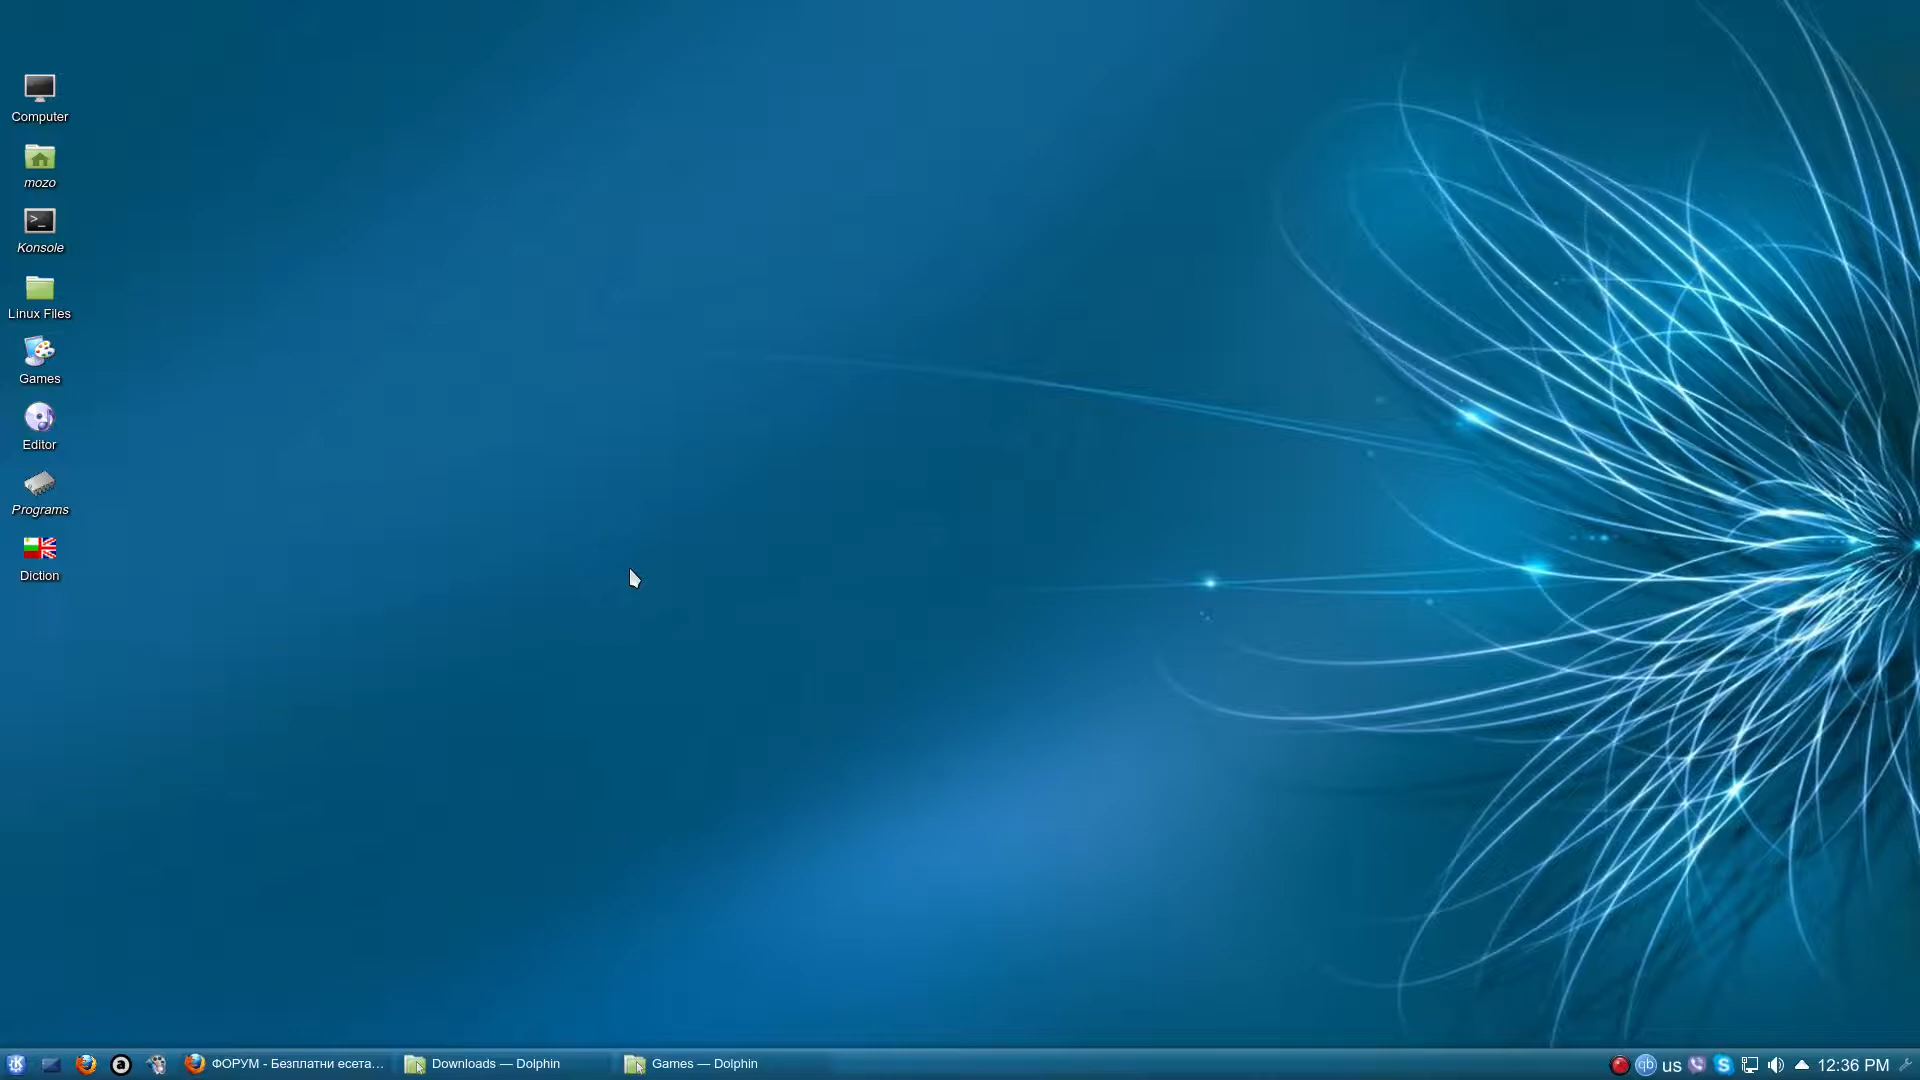 Computer
mozo
>_
Konsole
Linux Files
Games
Editor
Programs
Diction
ФОРУМ - Безплатни есета...
Downloads — Dolphin
Games — Dolphin
qb
us
12:36 PM